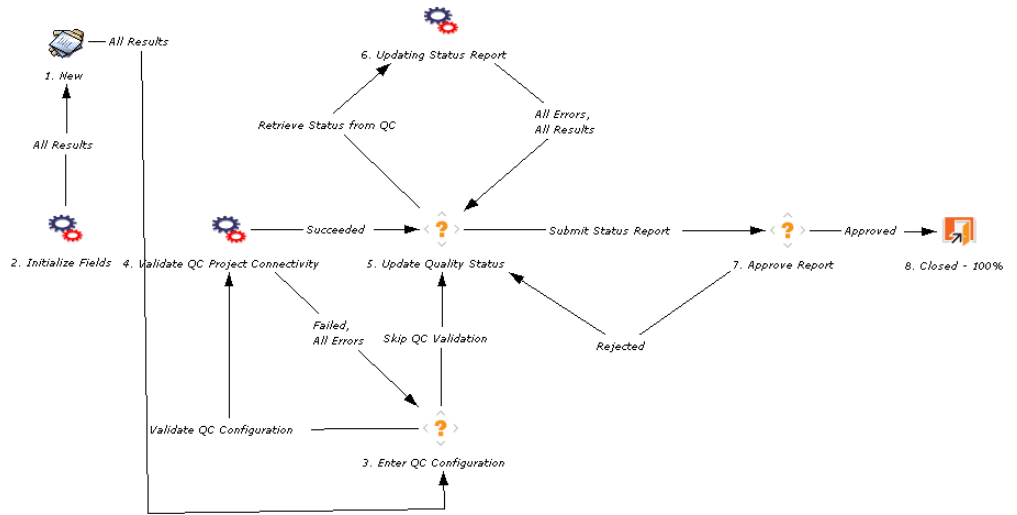 All Results
1. New
6. Updating Status Report
All Results
Retrieve Status from QC
All Errors,
All Results
Succeeded
Submit Status Report
Approved
2. Initialize Fields
4. Validate QC Project Connectivity
5. Update Quality Status
7. Approve Report
8. Closed - 100%
Failed,
All Errors
Skip QC Validation
Rejected
Validate QC Configuration
?
?
?
3. Enter QC Configuration